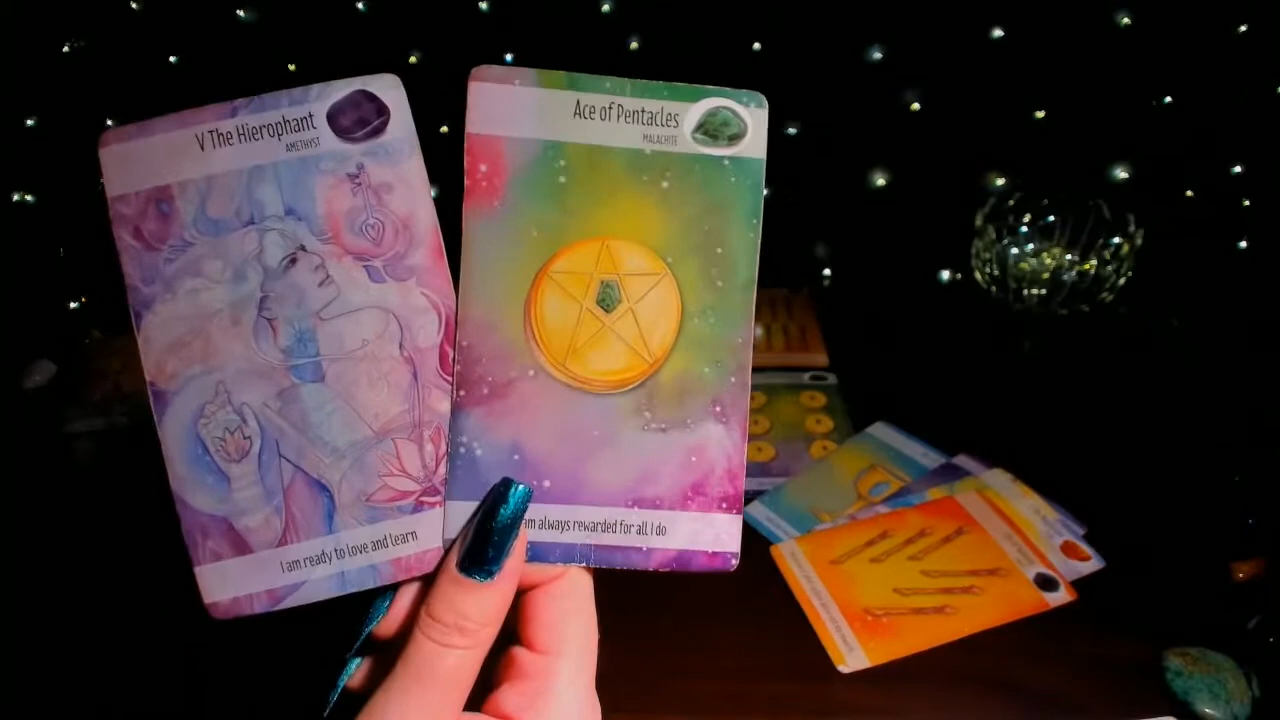 V The Hierophant
AMETHYST
I am ready to love and learn
Ace of Pentacles
MALACHITE
am always rewarded for all I do